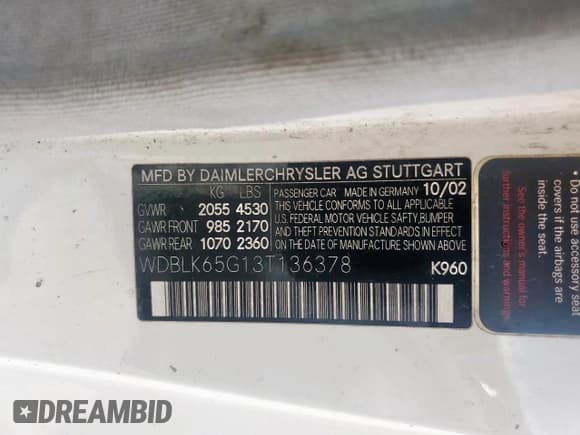 MFD BY DAIMLERCHRYSLER AG STUTTGART
KG LBS
GVWR 2055 4530
GAWR FRONT 985 2170
GAWR REAR 1070 2360
PASSENGER CAR MADE IN GERMANY 10/02
THIS VEHICLE CONFORMS TO ALL APPLICABLE
U.S. FEDERAL MOTOR VEHICLE SAFTY,BUMPER
AND THEFT PREVENTION STANDARDS IN EFFECT
ON THE DATE OF MANUFACTURE SHOWN ABOVE
WDBLK65G13T136378
K960
Do not use accessory seat
covers if the airbags are
inside the seat.
See the owner's manual for
further instructions and warnings.
DREAMBID